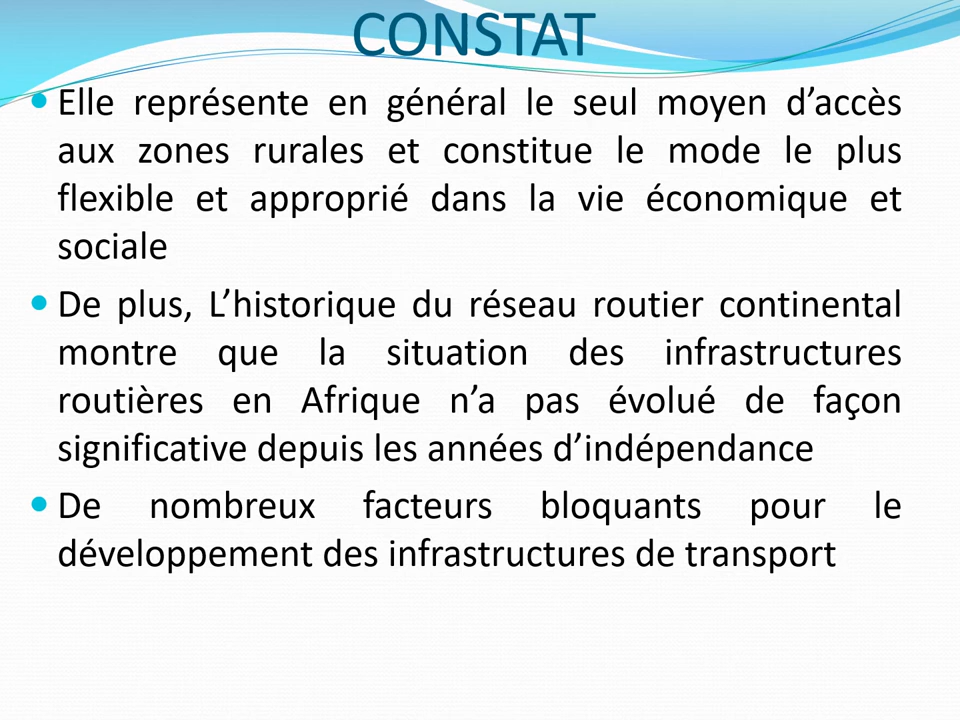 CONSTAT
• Elle représente en général le seul moyen d’accès
aux zones rurales et constitue le mode le plus
flexible et approprié dans la vie économique et
sociale
• De plus, L’historique du réseau routier continental
montre que la situation des infrastructures
routières en Afrique n’a pas évolué de façon
significative depuis les années d’indépendance
• De nombreux facteurs bloquants pour le
développement des infrastructures de transport